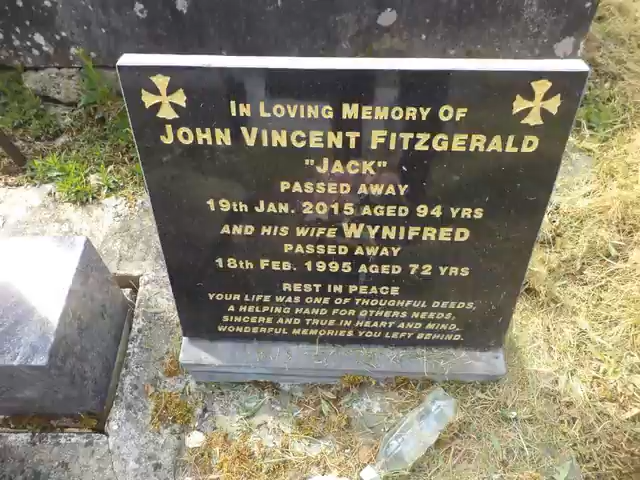 IN LOVING MEMORY OF
JOHN VINCENT FITZGERALD
"JACK"
PASSED AWAY
19th JAN. 2015 AGED 94 YRS
AND HIS WIFE WYNIFRED
PASSED AWAY
18th FEB. 1995 AGED 72 YRS
REST IN PEACE
YOUR LIFE WAS ONE OF THOUGHTFUL DEEDS,
A HELPING HAND FOR OTHERS NEEDS,
SINCERE AND TRUE IN HEART AND MIND,
WONDERFUL MEMORIES YOU LEFT BEHIND.